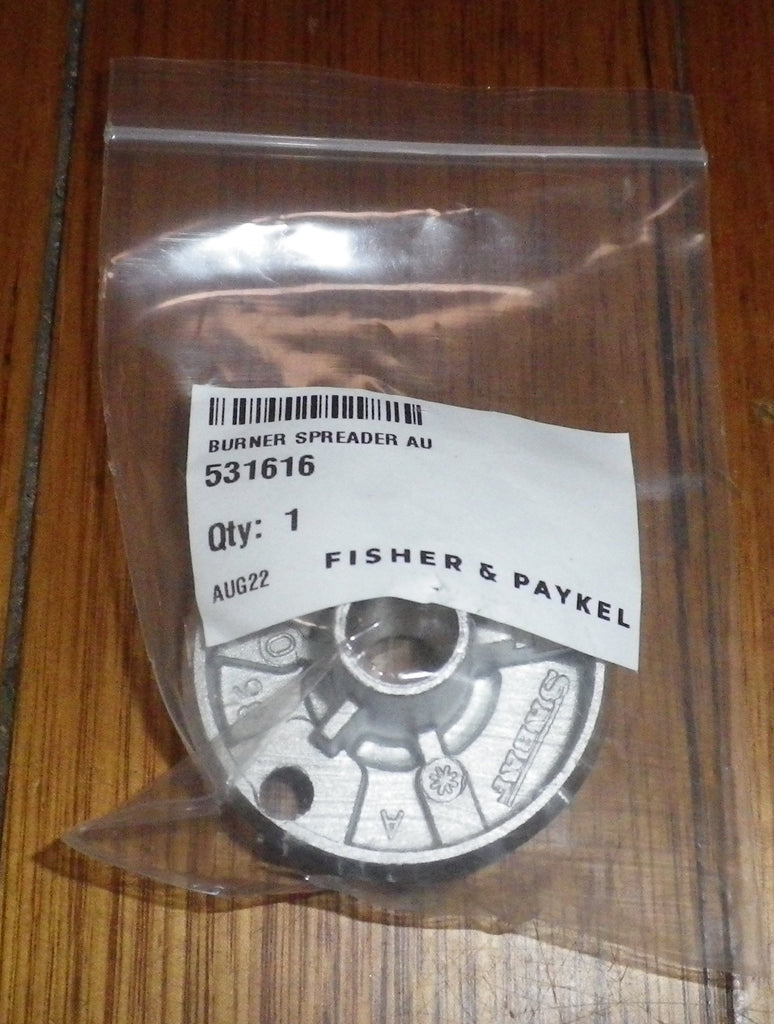 BURNER SPREADER AU
531616
Qty: 1
AUG22
FISHER & PAYKEL
SABAF
A